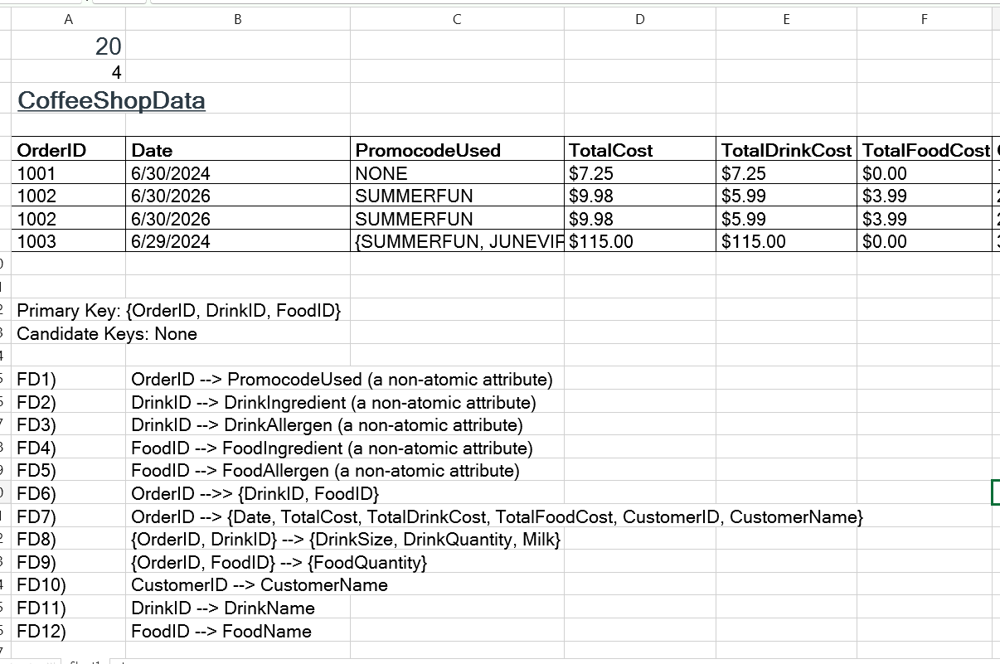 A B C D E F
20
4
CoffeeShopData
OrderID Date PromocodeUsed TotalCost TotalDrinkCost TotalFoodCost
1001 6/30/2024 NONE $7.25 $7.25 $0.00
1002 6/30/2026 SUMMERFUN $9.98 $5.99 $3.99
1002 6/30/2026 SUMMERFUN $9.98 $5.99 $3.99
1003 6/29/2024 {SUMMERFUN, JUNEVIP $115.00 $115.00 $0.00
Primary Key: {OrderID, DrinkID, FoodID}
Candidate Keys: None
FD1) OrderID --> PromocodeUsed (a non-atomic attribute)
FD2) DrinkID --> DrinkIngredient (a non-atomic attribute)
FD3) DrinkID --> DrinkAllergen (a non-atomic attribute)
FD4) FoodID --> FoodIngredient (a non-atomic attribute)
FD5) FoodID --> FoodAllergen (a non-atomic attribute)
FD6) OrderID -->> {DrinkID, FoodID}
FD7) OrderID --> {Date, TotalCost, TotalDrinkCost, TotalFoodCost, CustomerID, CustomerName}
FD8) {OrderID, DrinkID} --> {DrinkSize, DrinkQuantity, Milk}
FD9) {OrderID, FoodID} --> {FoodQuantity}
FD10) CustomerID --> CustomerName
FD11) DrinkID --> DrinkName
FD12) FoodID --> FoodName